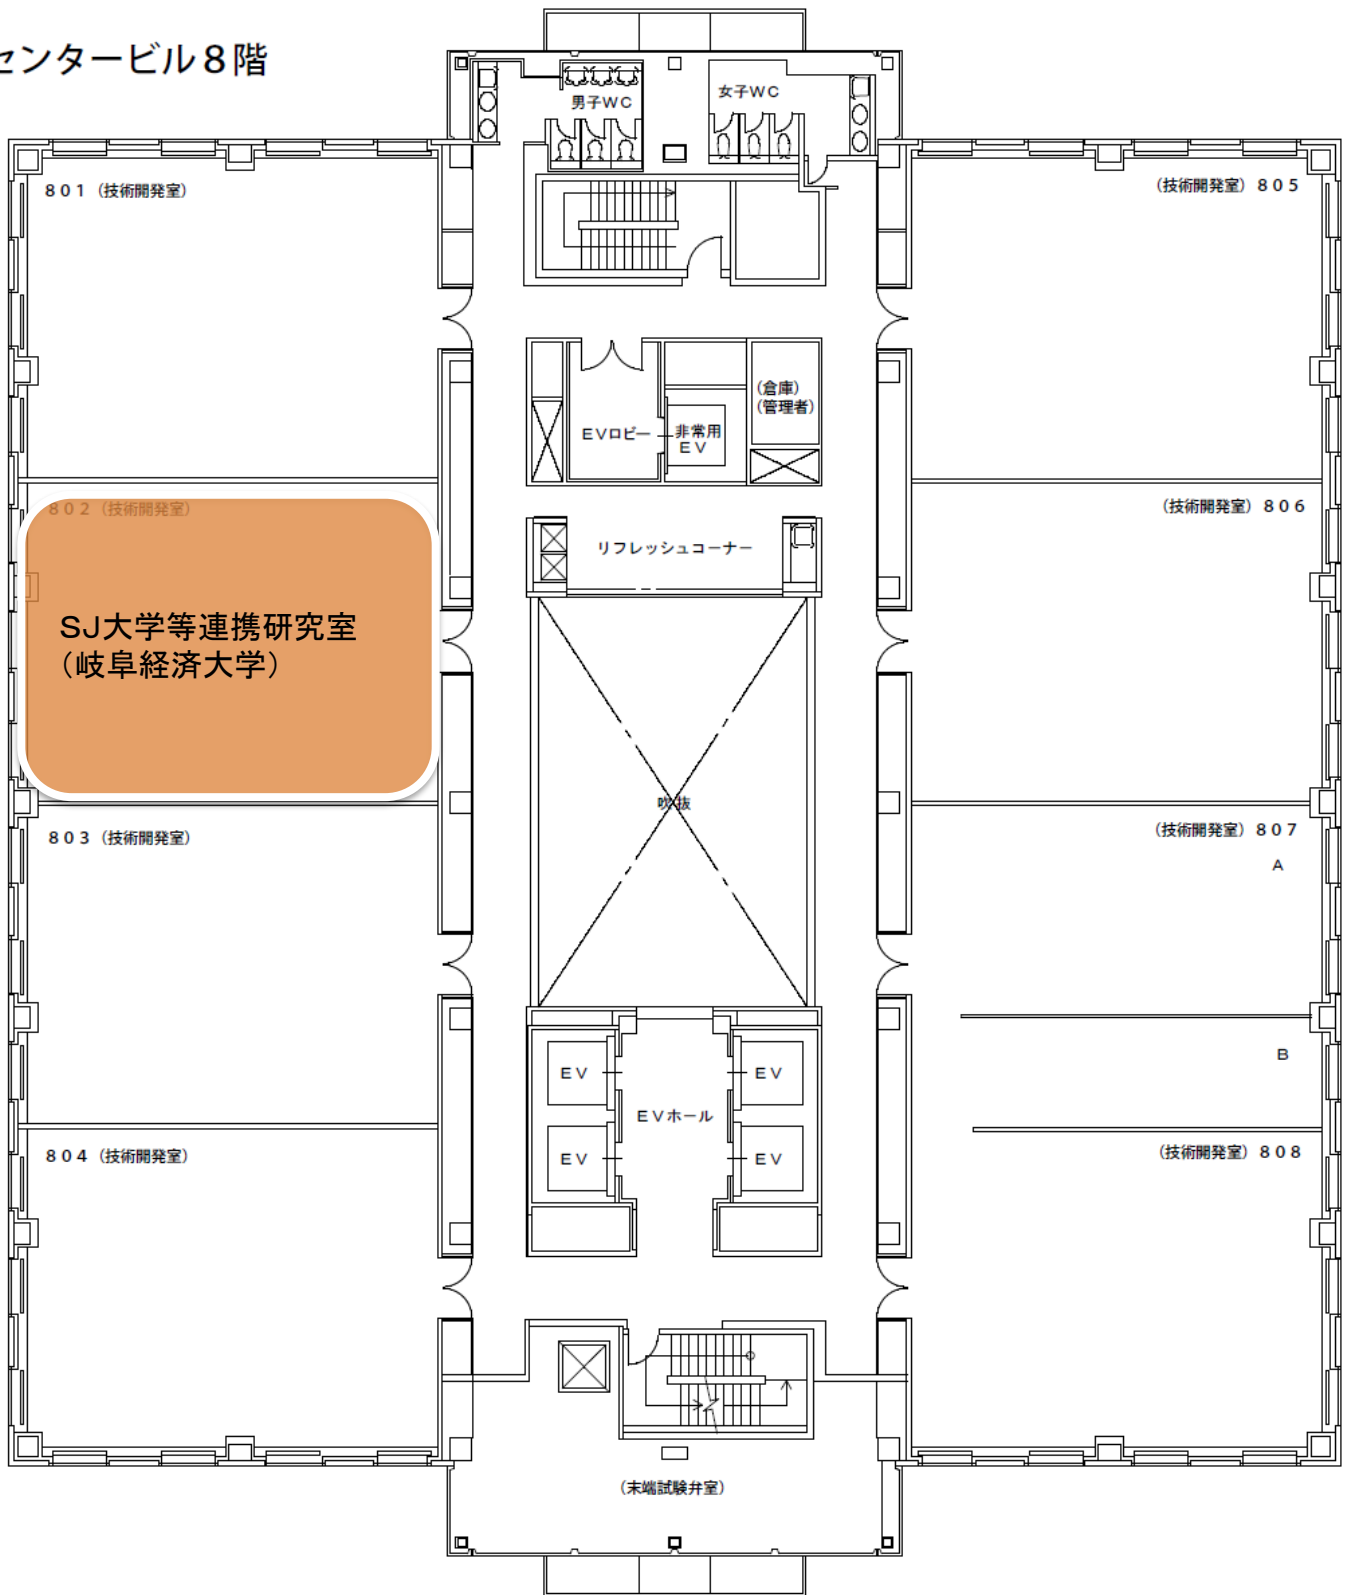 センタービル８階
男子ＷＣ
女子ＷＣ
８０１（技術開発室）
（技術開発室）８０５
（倉庫）
（管理者）
ＥＶロビー
非常用
ＥＶ
８０２（技術開発室）
（技術開発室）８０６
リフレッシュコーナー
SJ大学等連携研究室
（岐阜経済大学）
吹抜
８０３（技術開発室）
（技術開発室）８０７
Ａ
Ｂ
ＥＶ
ＥＶ
ＥＶホール
ＥＶ
ＥＶ
８０４（技術開発室）
（技術開発室）８０８
（末端試験弁室）